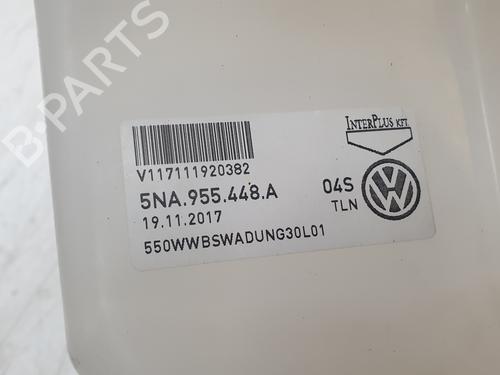 B-PARTS
INTERPLUS KFT.
V117111920382
5NA.955.448.A
04S
19.11.2017
TLN
550WWBSWADUNG30L01